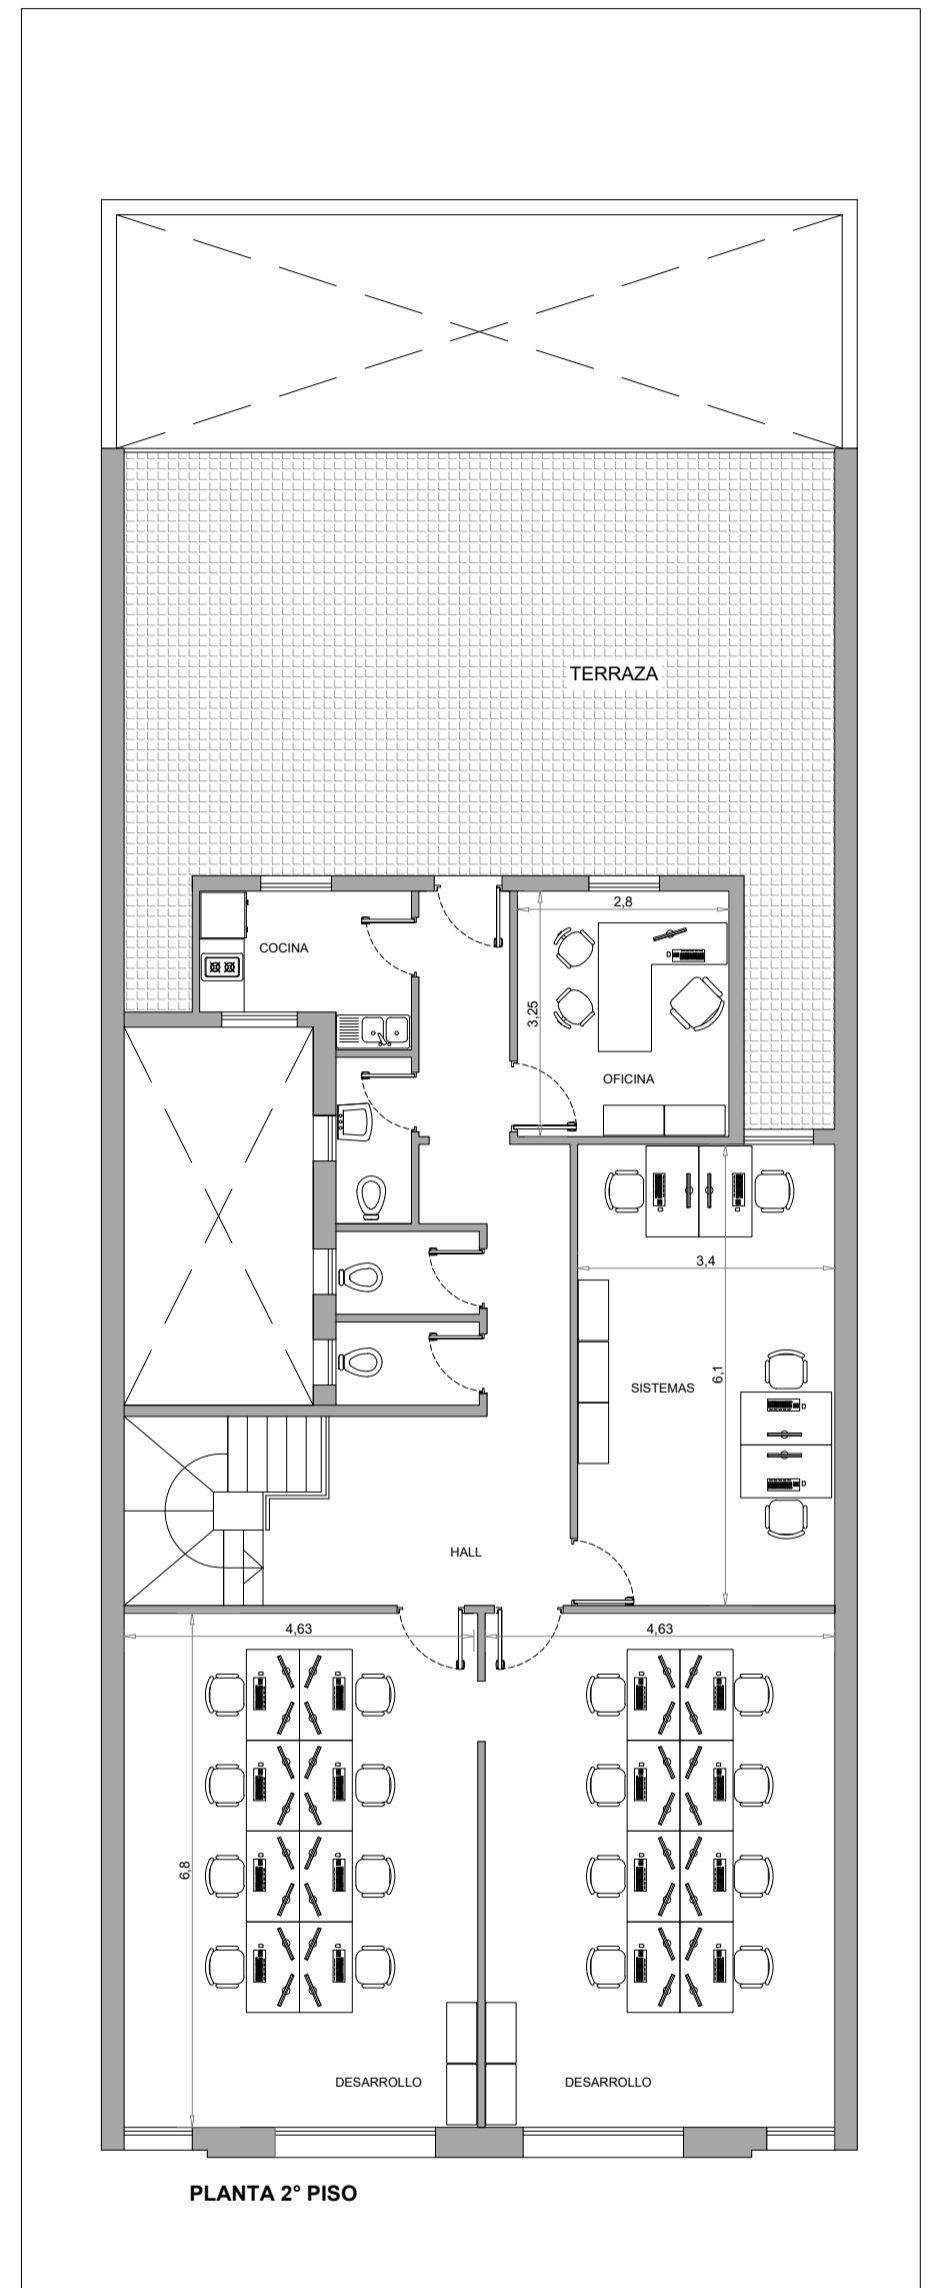 TERRAZA
2,8
COCINA
3,25
OFICINA
3,4
6,1
SISTEMAS
HALL
4,63
4,63
6,8
DESARROLLO
DESARROLLO
PLANTA 2° PISO